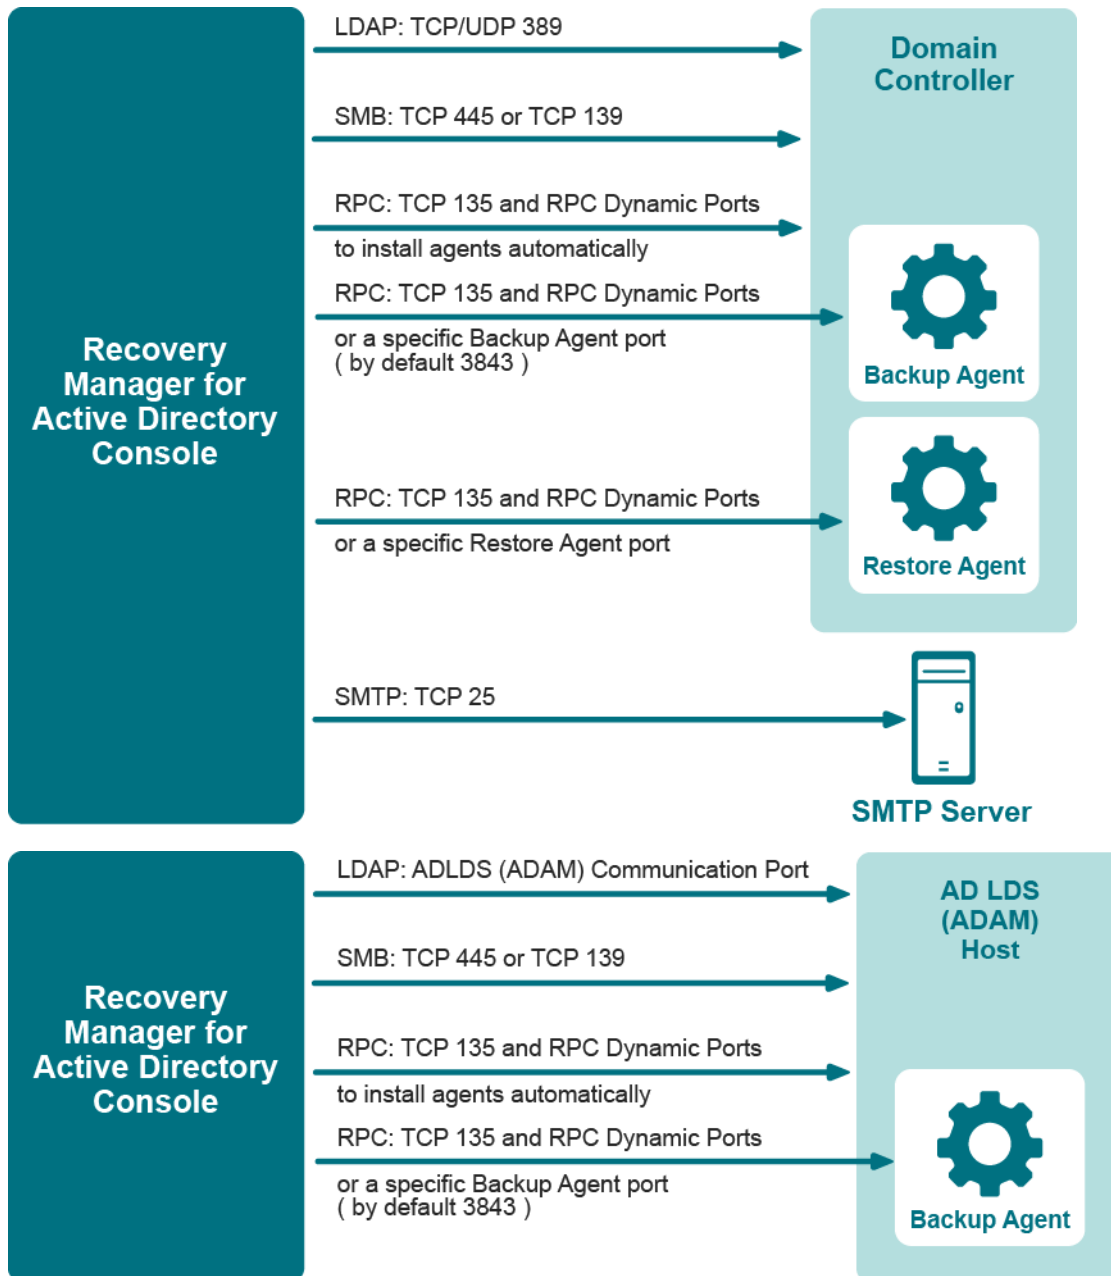 LDAP: TCP/UDP 389
Domain
Controller
SMB: TCP 445 or TCP 139
RPC: TCP 135 and RPC Dynamic Ports
to install agents automatically
RPC: TCP 135 and RPC Dynamic Ports
or a specific Backup Agent port
( by default 3843 )
Backup Agent
Recovery
Manager for
Active Directory
Console
RPC: TCP 135 and RPC Dynamic Ports
or a specific Restore Agent port
Restore Agent
SMTP: TCP 25
SMTP Server
LDAP: ADLDS (ADAM) Communication Port
AD LDS
(ADAM)
Host
SMB: TCP 445 or TCP 139
Recovery
Manager for
Active Directory
Console
RPC: TCP 135 and RPC Dynamic Ports
to install agents automatically
RPC: TCP 135 and RPC Dynamic Ports
or a specific Backup Agent port
( by default 3843 )
Backup Agent